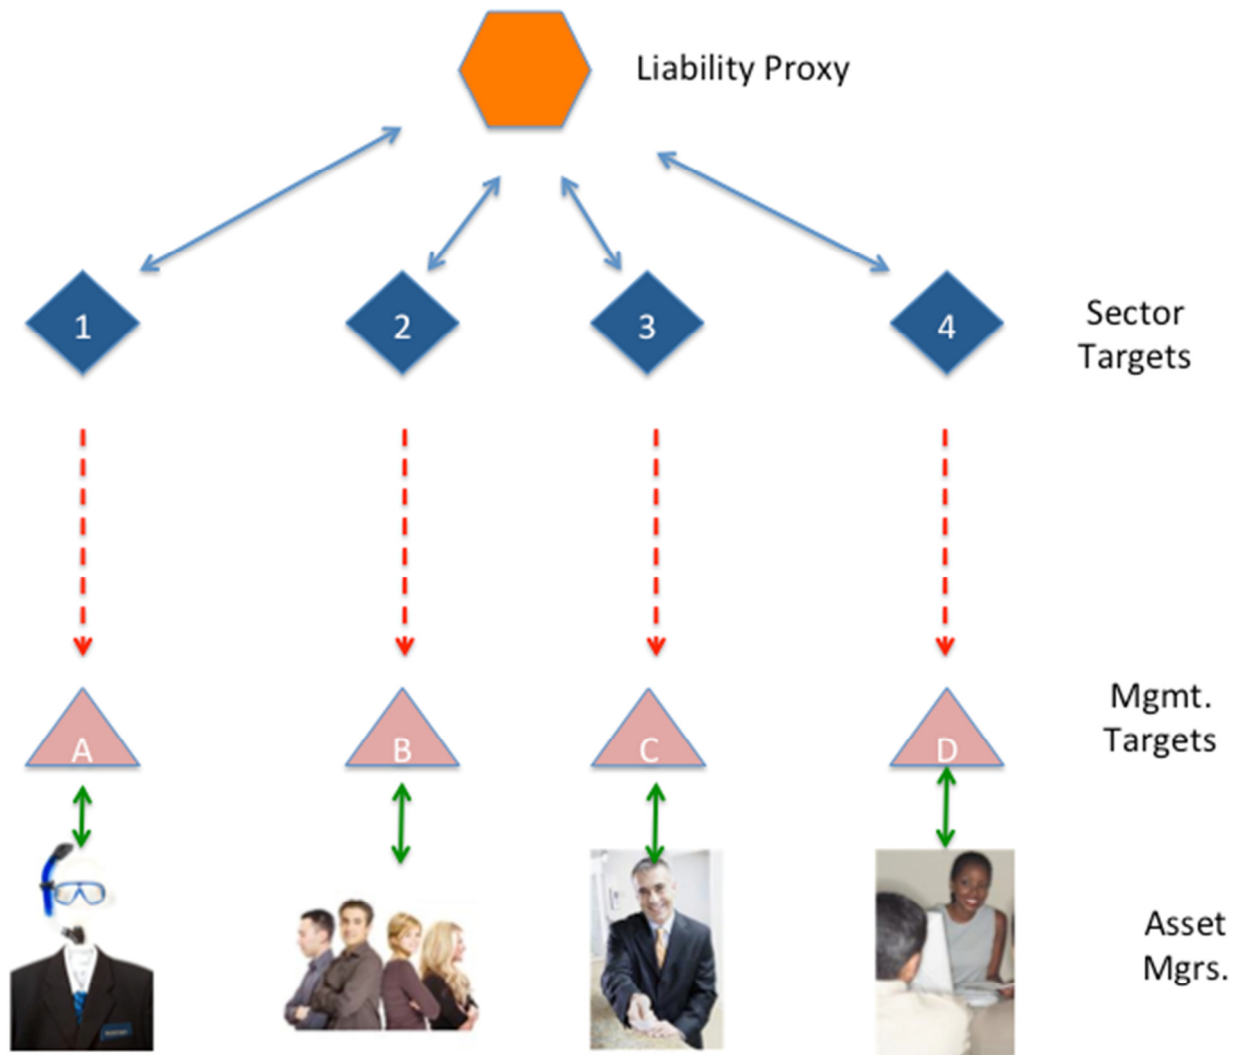 Liability Proxy
1
2
3
4
Sector
Targets
A
B
C
D
Mgmt.
Targets
Asset
Mgrs.